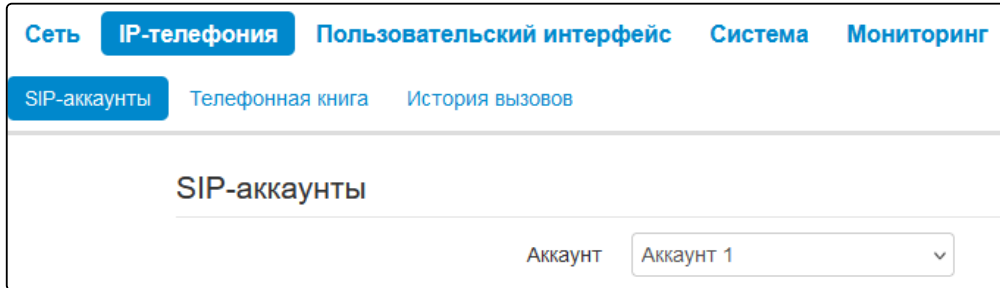 Сеть IP-телефония Пользовательский интерфейс Система Мониторинг
SIP-аккаунты Телефонная книга История вызовов
SIP-аккаунты
Аккаунт Аккаунт 1